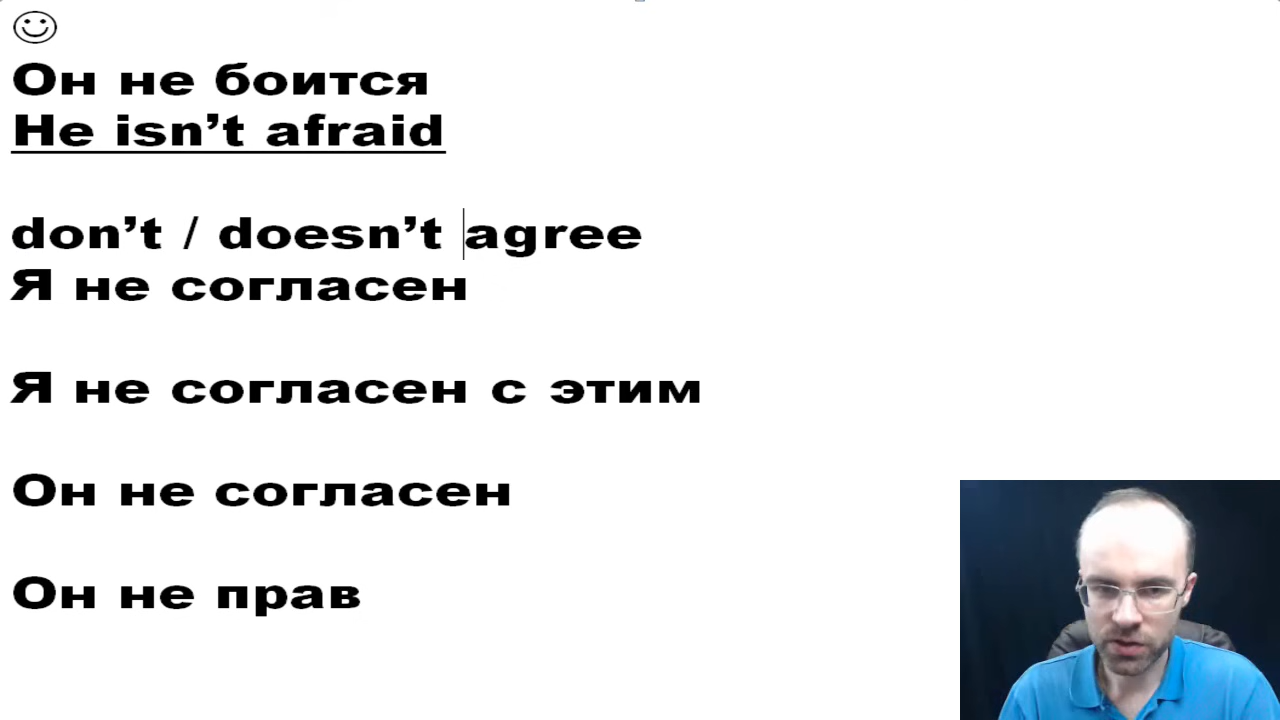 Он не боится
He isn’t afraid
don’t / doesn’t agree
Я не согласен
Я не согласен с этим
Он не согласен
Он не прав